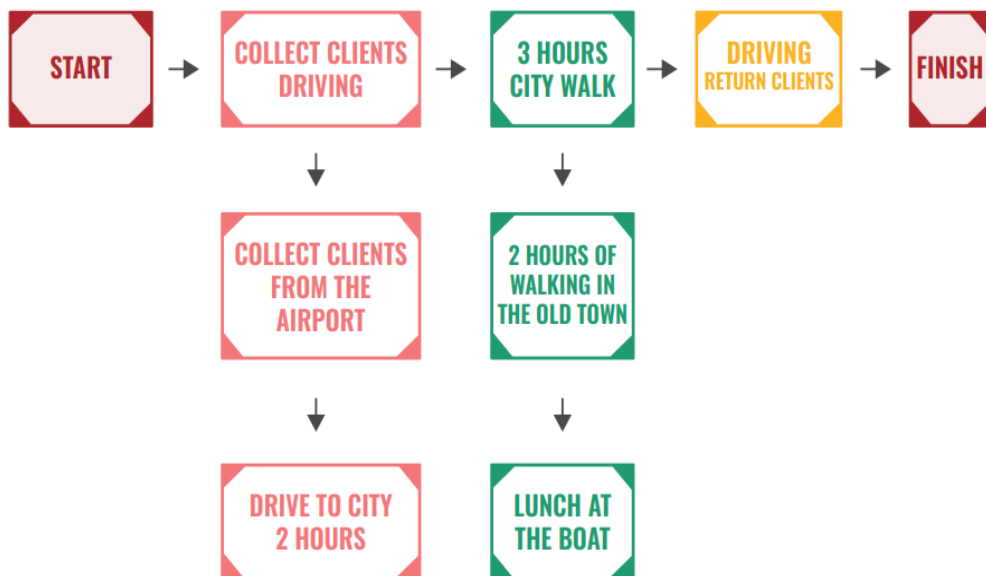 START
COLLECT CLIENTS
DRIVING
3 HOURS
CITY WALK
DRIVING
RETURN CLIENTS
FINISH
COLLECT CLIENTS
FROM THE
AIRPORT
2 HOURS OF
WALKING IN
THE OLD TOWN
DRIVE TO CITY
2 HOURS
LUNCH AT
THE BOAT